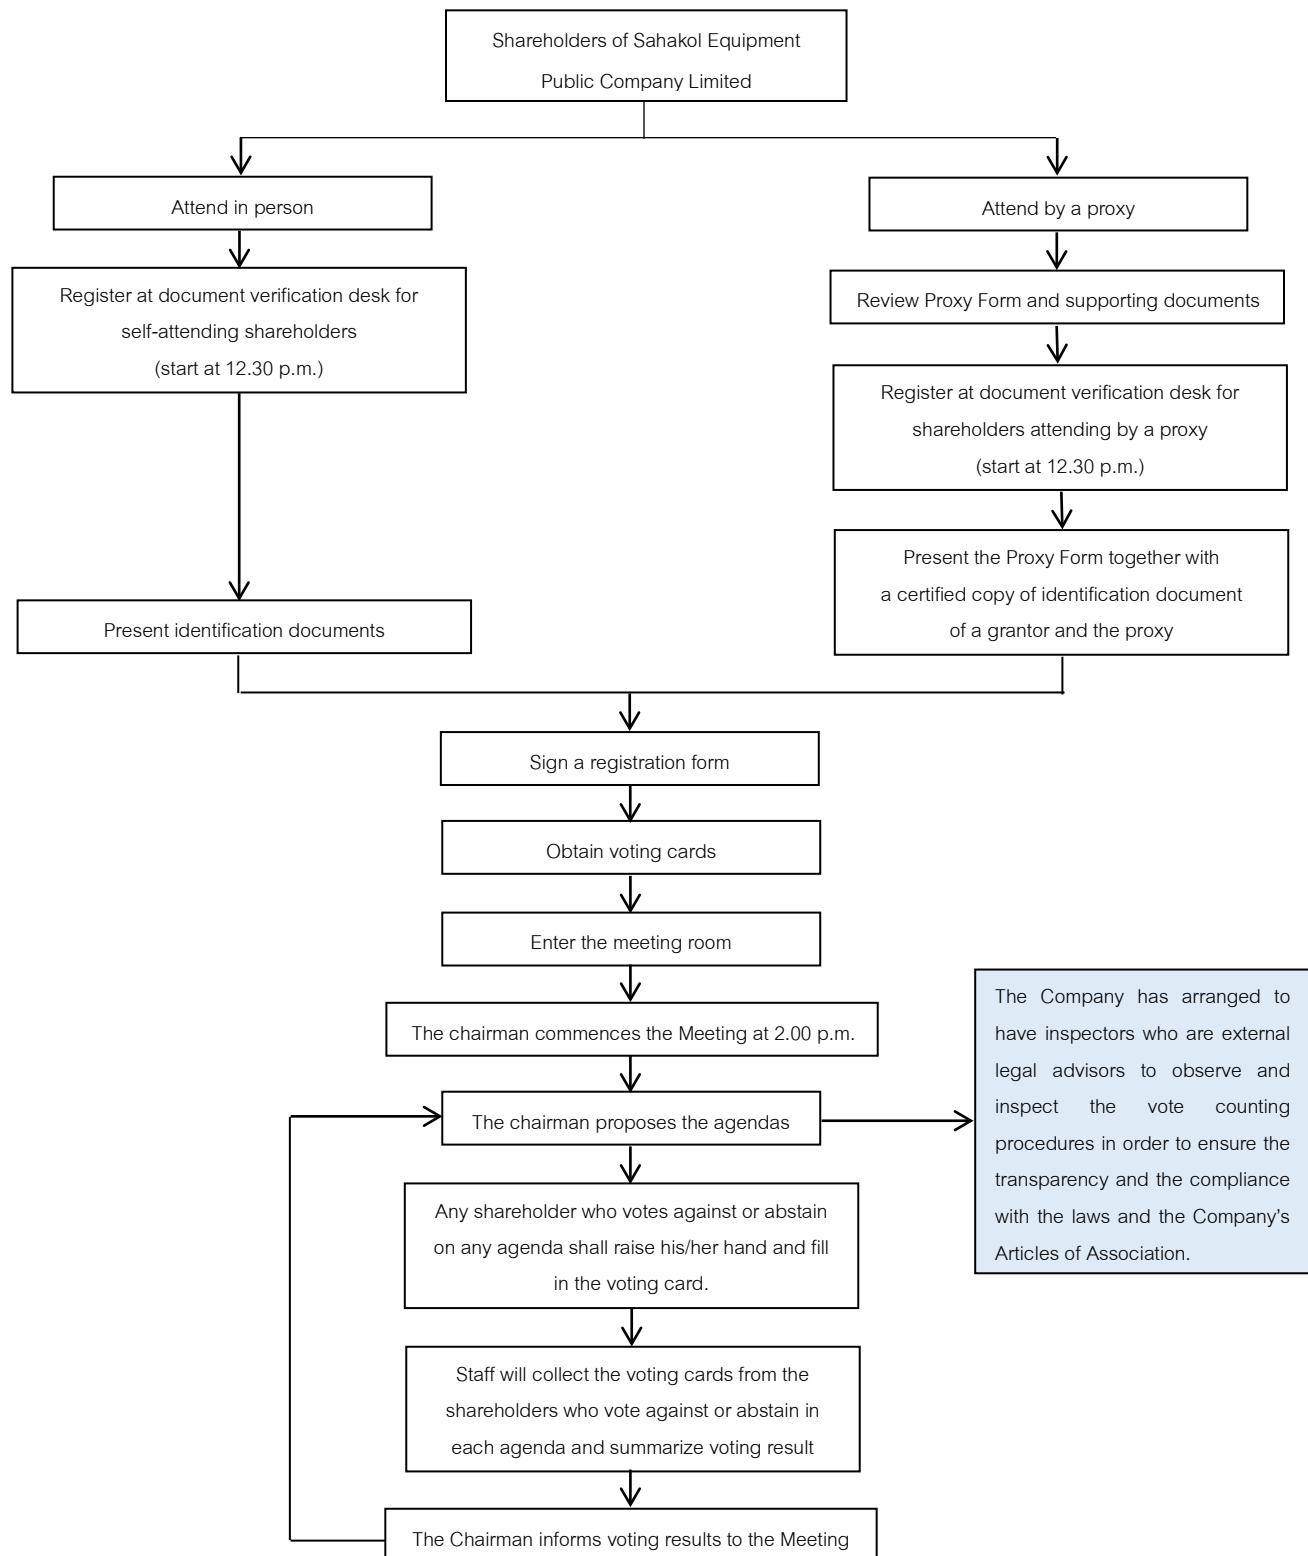 Shareholders of Sahakol Equipment
Public Company Limited
Attend in person
Attend by a proxy
Register at document verification desk for
self-attending shareholders
(start at 12.30 p.m.)
Review Proxy Form and supporting documents
Register at document verification desk for
shareholders attending by a proxy
(start at 12.30 p.m.)
Present identification documents
Present the Proxy Form together with
a certified copy of identification document
of a grantor and the proxy
Sign a registration form
Obtain voting cards
Enter the meeting room
The chairman commences the Meeting at 2.00 p.m.
The chairman proposes the agendas
The Company has arranged to
have inspectors who are external
legal advisors to observe and
inspect the vote counting
procedures in order to ensure the
transparency and the compliance
with the laws and the Company's
Articles of Association.
Any shareholder who votes against or abstain
on any agenda shall raise his/her hand and fill
in the voting card.
Staff will collect the voting cards from the
shareholders who vote against or abstain in
each agenda and summarize voting result
The Chairman informs voting results to the Meeting